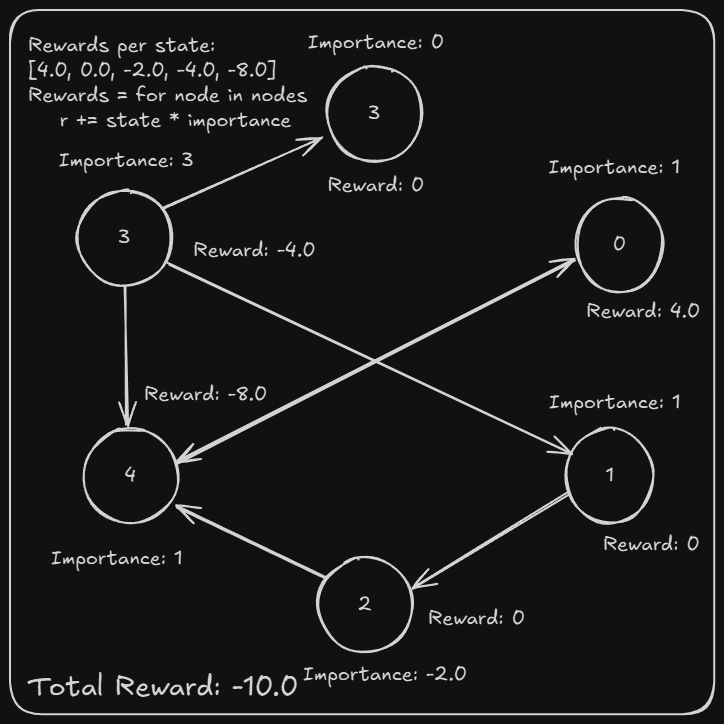 Rewards per state:
[4.0, 0.0, -2.0, -4.0, -8.0]
Rewards = for node in nodes
r += state * importance
Importance: 0
3
Reward: 0
Importance: 3
3
Reward: -4.0
Importance: 1
0
Reward: 4.0
Reward: -8.0
4
Importance: 1
Importance: 1
1
Reward: 0
2
Reward: 0
Importance: -2.0
Total Reward: -10.0